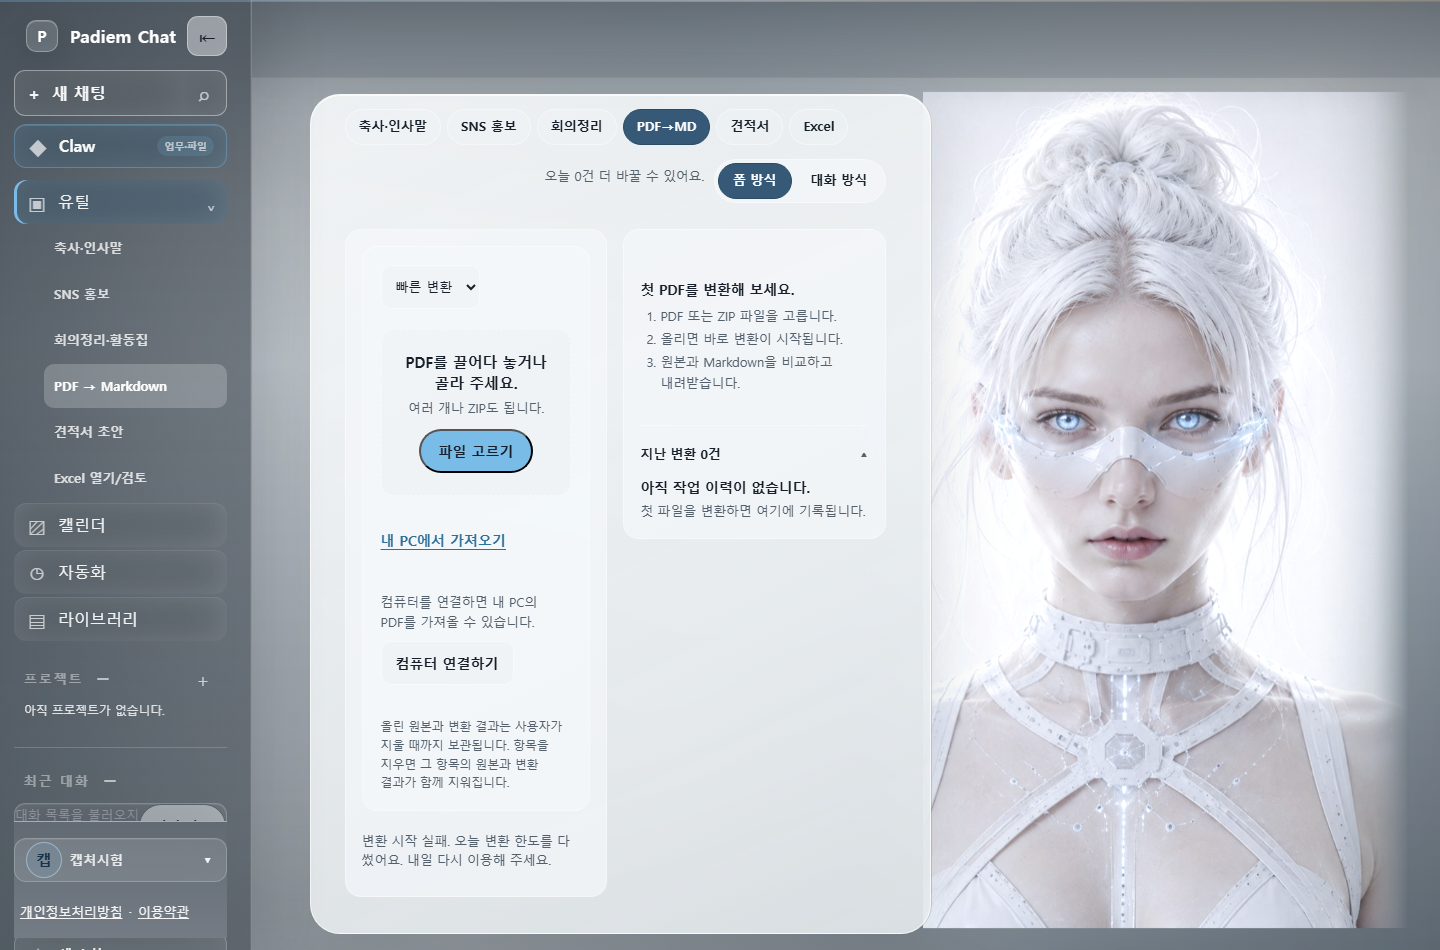 P Padiem Chat ⇤
+ 새 채팅
Claw 업무·파일
유틸
축사·인사말
SNS 홍보
회의정리·활동집
PDF → Markdown
견적서 초안
Excel 열기/검토
캘린더
자동화
라이브러리
프로젝트 — +
아직 프로젝트가 없습니다.
최근 대화 —
대화 목록을 불러오지
캡 캡처시험 ▼
개인정보처리방침 · 이용약관
축사·인사말 SNS 홍보 회의정리 PDF→MD 견적서 Excel
오늘 0건 더 바꿀 수 있어요. 폼 방식 대화 방식
빠른 변환
PDF를 끌어다 놓거나
골라 주세요.
여러 개나 ZIP도 됩니다.
파일 고르기
내 PC에서 가져오기
컴퓨터를 연결하면 내 PC의
PDF를 가져올 수 있습니다.
컴퓨터 연결하기
올린 원본과 변환 결과는 사용자가
지울 때까지 보관됩니다. 항목을
지우면 그 항목의 원본과 변환
결과가 함께 지워집니다.
변환 시작 실패. 오늘 변환 한도를 다
썼어요. 내일 다시 이용해 주세요.
첫 PDF를 변환해 보세요.
1. PDF 또는 ZIP 파일을 고릅니다.
2. 올리면 바로 변환이 시작됩니다.
3. 원본과 Markdown을 비교하고
내려받습니다.
지난 변환 0건 ▲
아직 작업 이력이 없습니다.
첫 파일을 변환하면 여기에 기록됩니다.